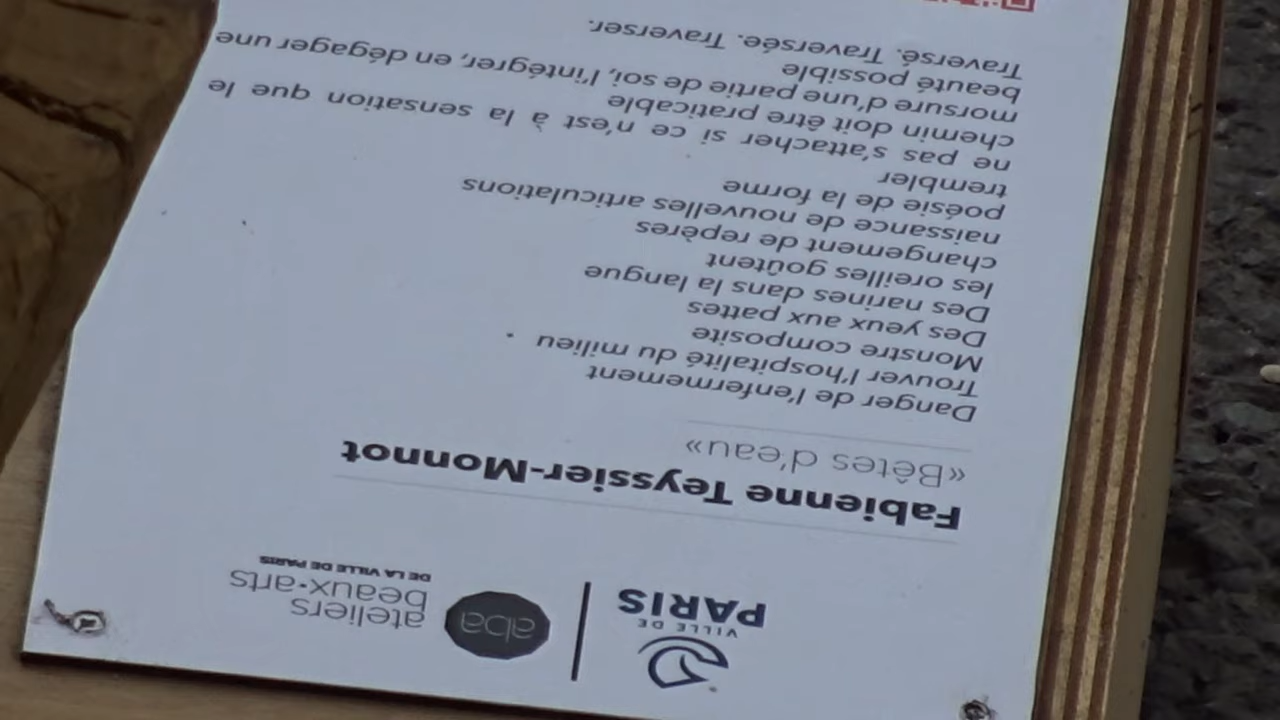 VILLE DE
PARIS
aba
ateliers
beaux•arts
DE LA VILLE DE PARIS
Fabienne Teyssier-Monnot
«Bêtes d'eau»
Danger de l'enfermement
Trouver l'hospitalité du milieu
Monstre composite
Des yeux aux pattes
Des narines dans la langue
les oreilles goûtent
changement de repères
naissance de nouvelles articulations
poésie de la forme
trembler
ne pas s'attacher si ce n'est à la sensation que le
chemin doit être praticable
morsure d'une partie de soi, l'intégrer, en dégager une
beauté possible
Traversé. Traversée. Traverser.